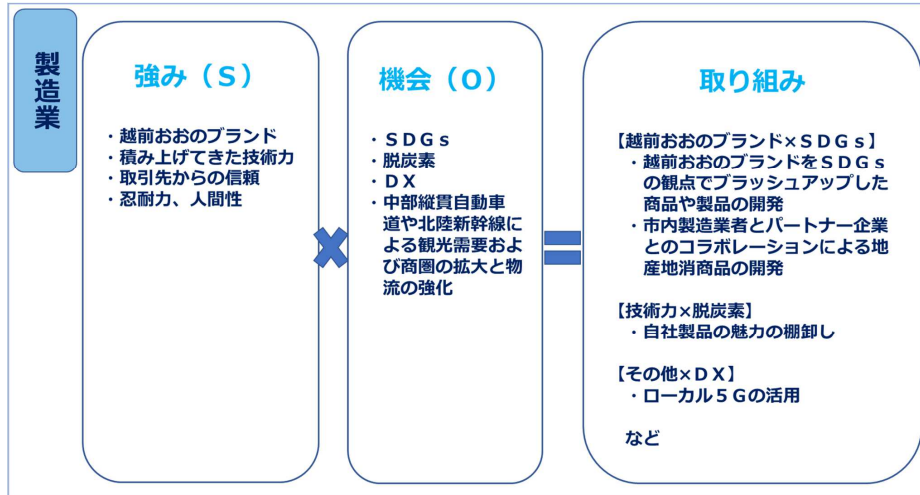 製造業
強み（Ｓ）
・越前おおのブランド
・積み上げてきた技術力
・取引先からの信頼
・忍耐力、人間性
機会（Ｏ）
・ＳＤＧｓ
・脱炭素
・ＤＸ
・中部縦貫自動車
道や北陸新幹線に
よる観光需要およ
び商圏の拡大と物
流の強化
取り組み
【越前おおのブランド×ＳＤＧｓ】
・越前おおのブランドをＳＤＧｓ
の観点でブラッシュアップした
商品や製品の開発
・市内製造業者とパートナー企業
とのコラボレーションによる地
産地消商品の開発
【技術力×脱炭素】
・自社製品の魅力の棚卸し
【その他×ＤＸ】
・ローカル５Ｇの活用
など